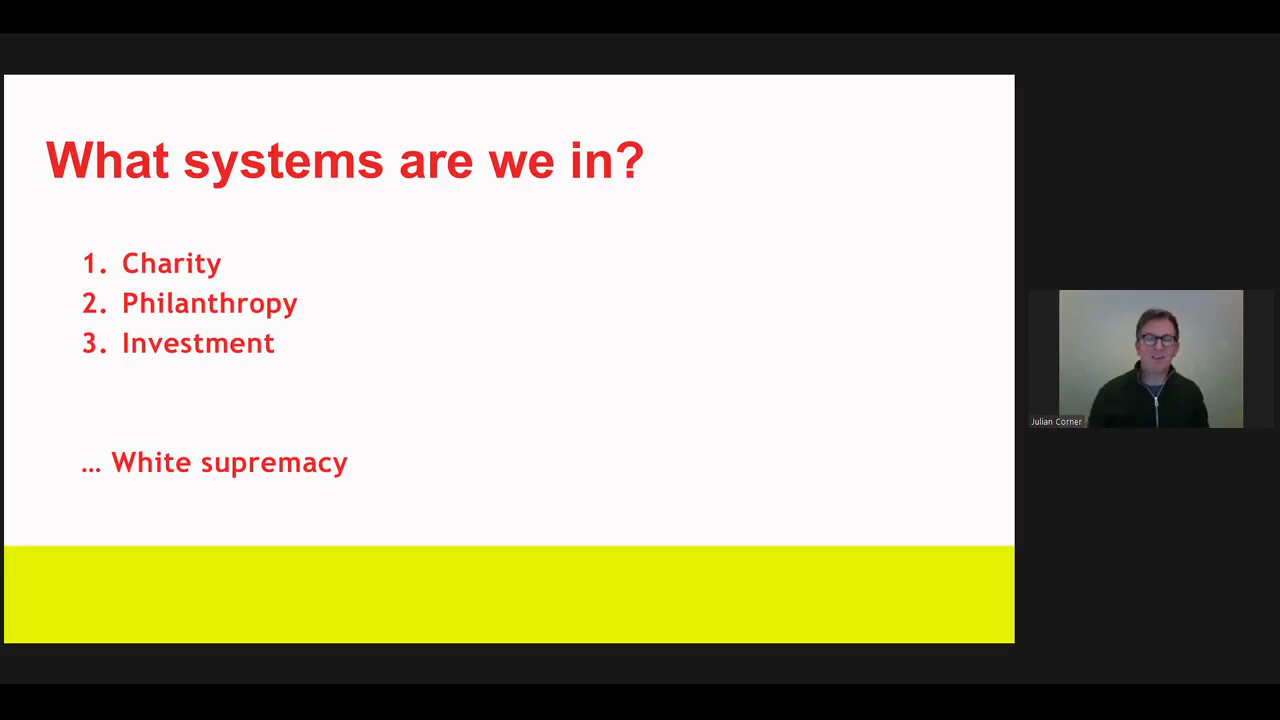 What systems are we in?
1. Charity
2. Philanthropy
3. Investment
... White supremacy
Julian Corner